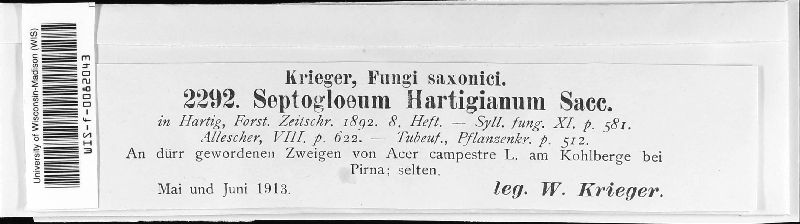 University of Wisconsin-Madison (WIS)
WIS-f-0090243
Krieger, Fungi saxonici.
2292. Septogloeum Hartigianum Sacc.
in Hartig, Forst. Zeitschr. 1892. 8. Heft. — Syll. fung. XI. p. 581.
Allescher, VIII. p. 622. — Tubeuf., Pflanzenkr. p. 512.
An dürr gewordenen Zweigen von Acer campestre L. am Kohlberge bei
Pirna; selten.
Mai und Juni 1913. leg. W. Krieger.